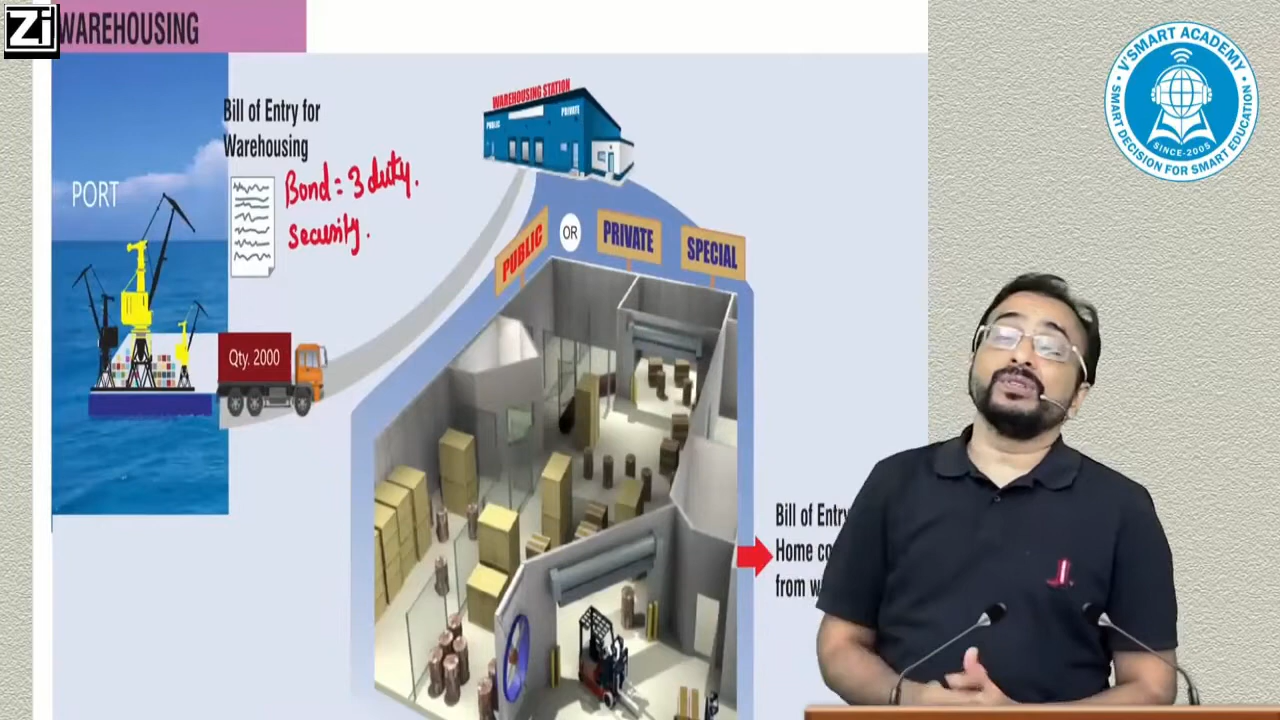 Zi
WAREHOUSING
Bill of Entry for
Warehousing
Bond = 3 duty.
Security.
PORT
Qty. 2000
WAREHOUSING STATION
PUBLIC
PRIVATE
PUBLIC
OR
PRIVATE
SPECIAL
Bill of Entry
Home co
from w
V'SMART ACADEMY
SMART DECISION FOR SMART EDUCATION
SINCE-2005